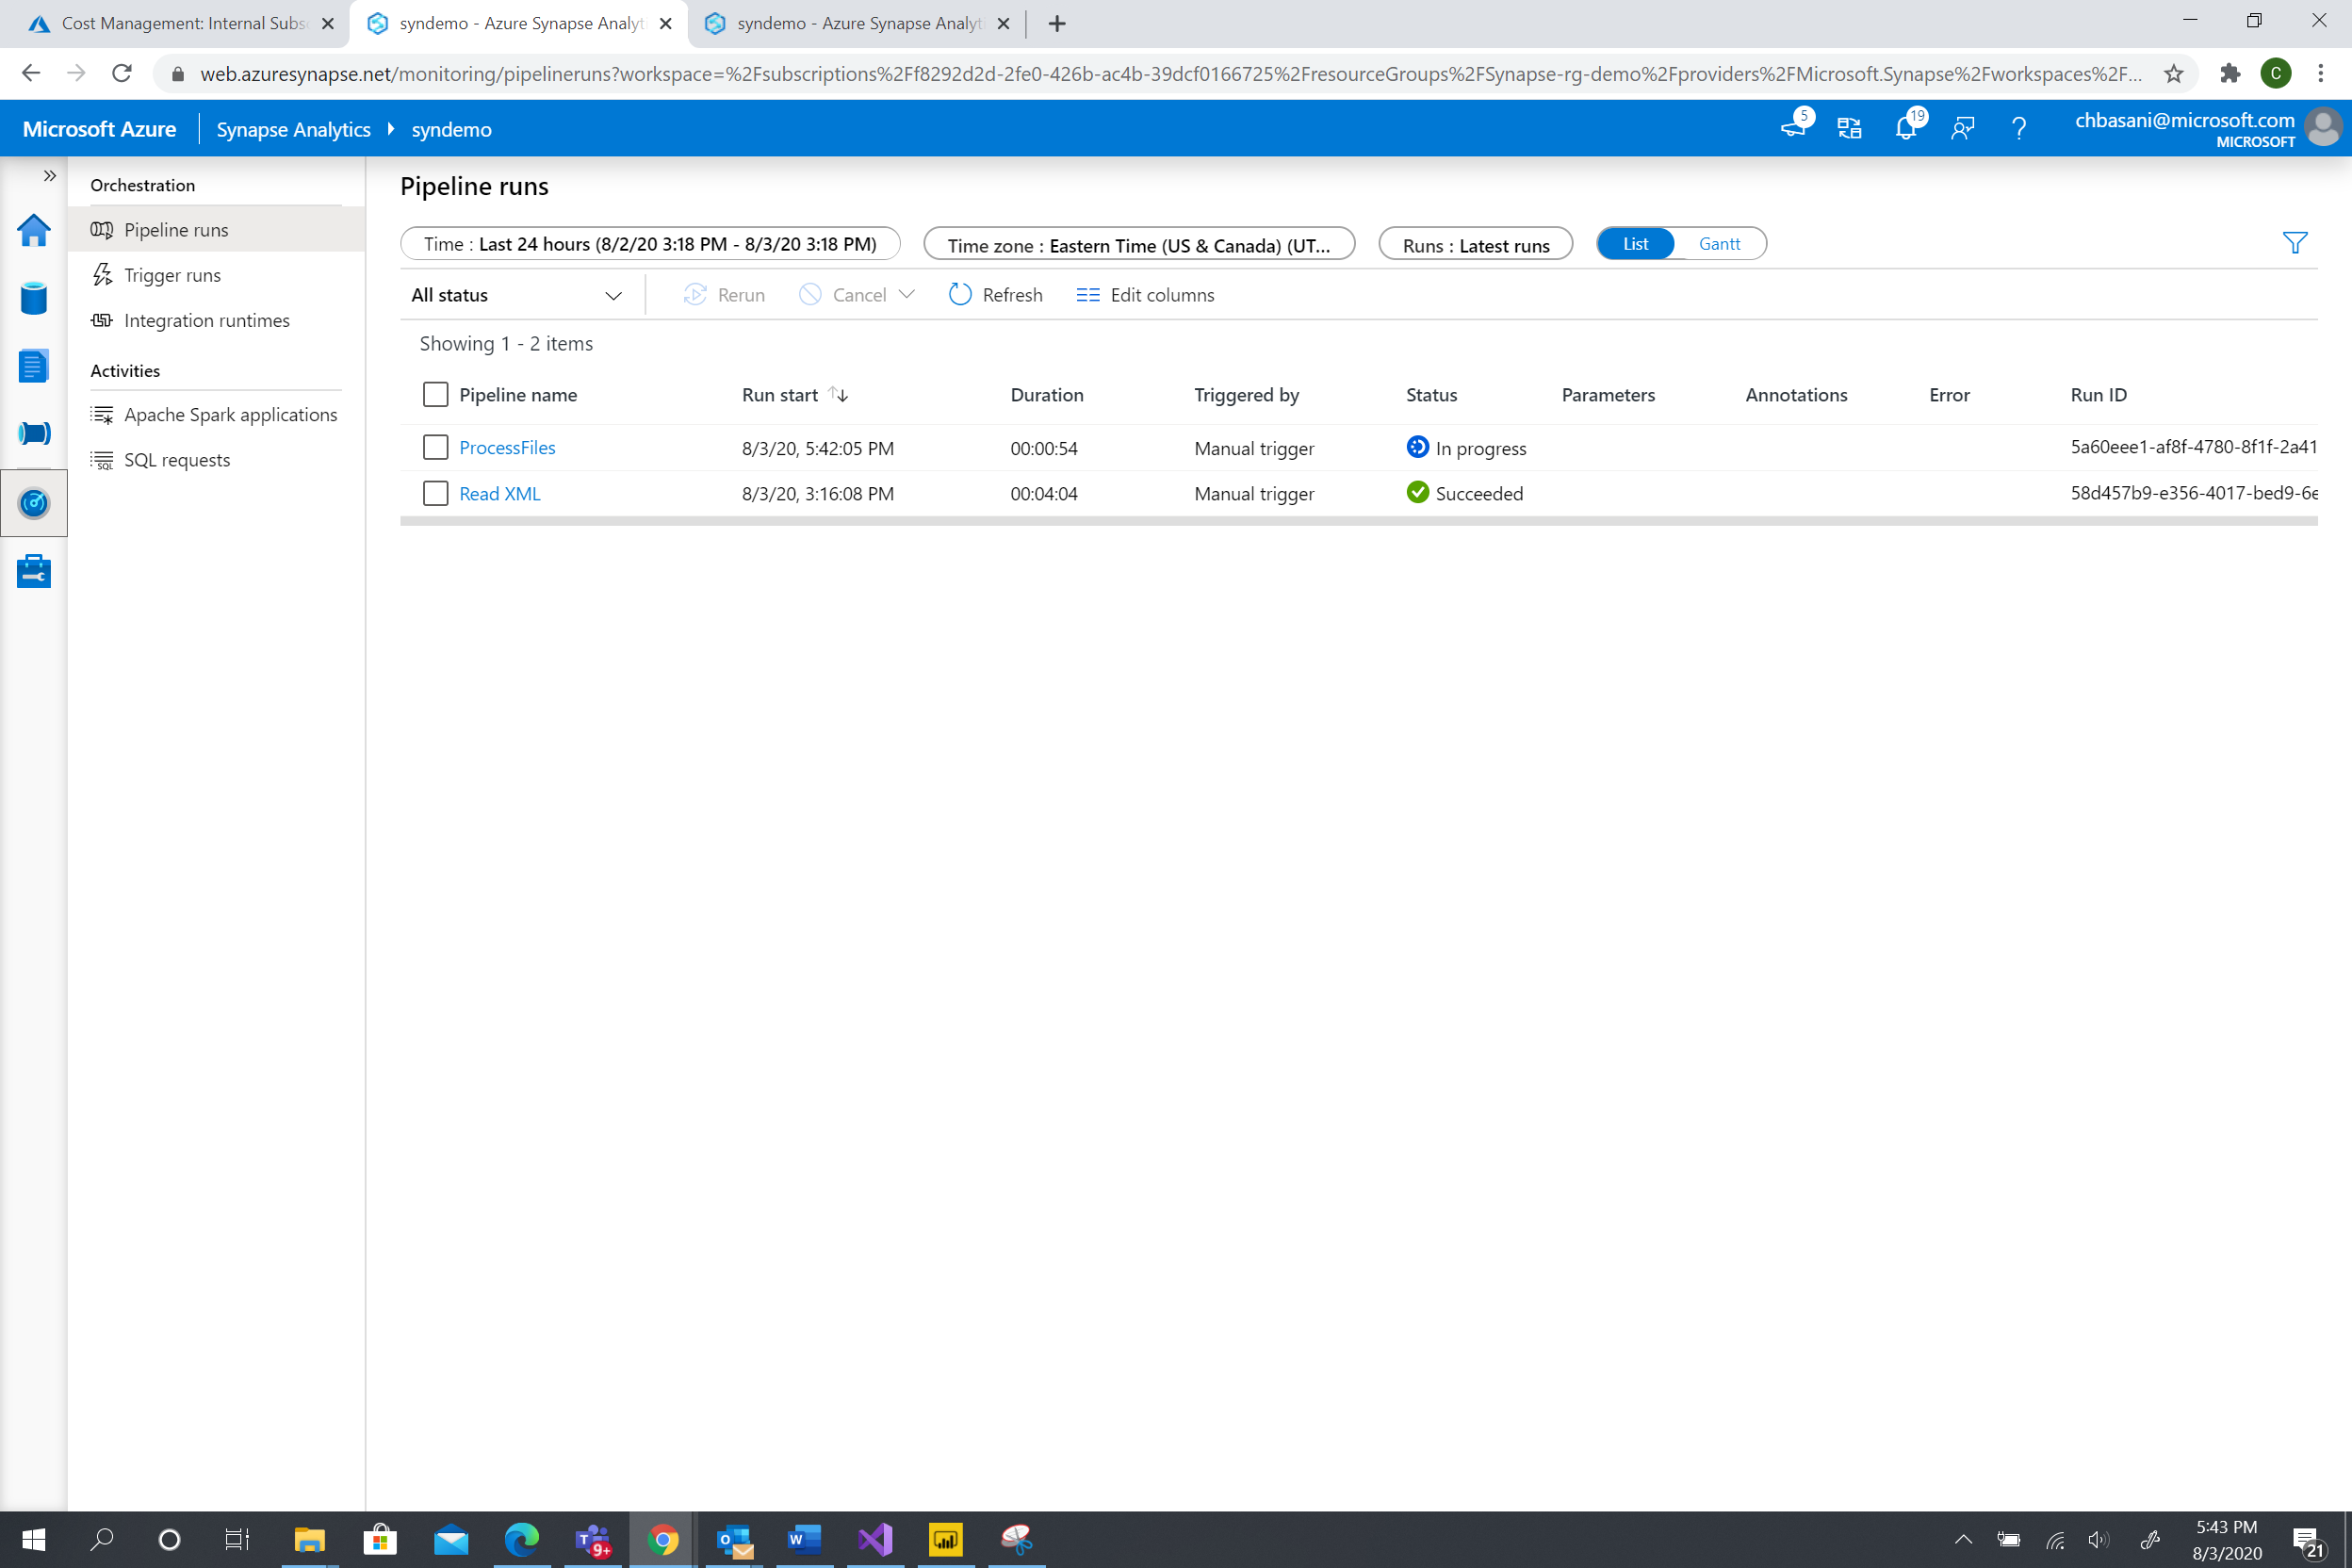 Cost Management: Internal Subs
syndemo - Azure Synapse Analyt
syndemo - Azure Synapse Analyt
web.azuresynapse.net/monitoring/pipelineruns?workspace=%2Fsubscriptions%2Ff8292d2d-2fe0-426b-ac4b-39dcf0166725%2FresourceGroups%2FSynapse-rg-demo%2Fproviders%2FMicrosoft.Synapse%2Fworkspaces%2F...
C
Microsoft Azure
Synapse Analytics
syndemo
5
19
chbasani@microsoft.com
MICROSOFT
Orchestration
Pipeline runs
Trigger runs
Integration runtimes
Activities
Apache Spark applications
SQL requests
Pipeline runs
Time : Last 24 hours (8/2/20 3:18 PM - 8/3/20 3:18 PM)
Time zone : Eastern Time (US & Canada) (UT...
Runs : Latest runs
List
Gantt
All status
Rerun
Cancel
Refresh
Edit columns
Showing 1 - 2 items
Pipeline name Run start Duration Triggered by Status Parameters Annotations Error Run ID
ProcessFiles 8/3/20, 5:42:05 PM 00:00:54 Manual trigger In progress 5a60eee1-af8f-4780-8f1f-2a41
Read XML 8/3/20, 3:16:08 PM 00:04:04 Manual trigger Succeeded 58d457b9-e356-4017-bed9-6e
9+
5:43 PM
8/3/2020
21